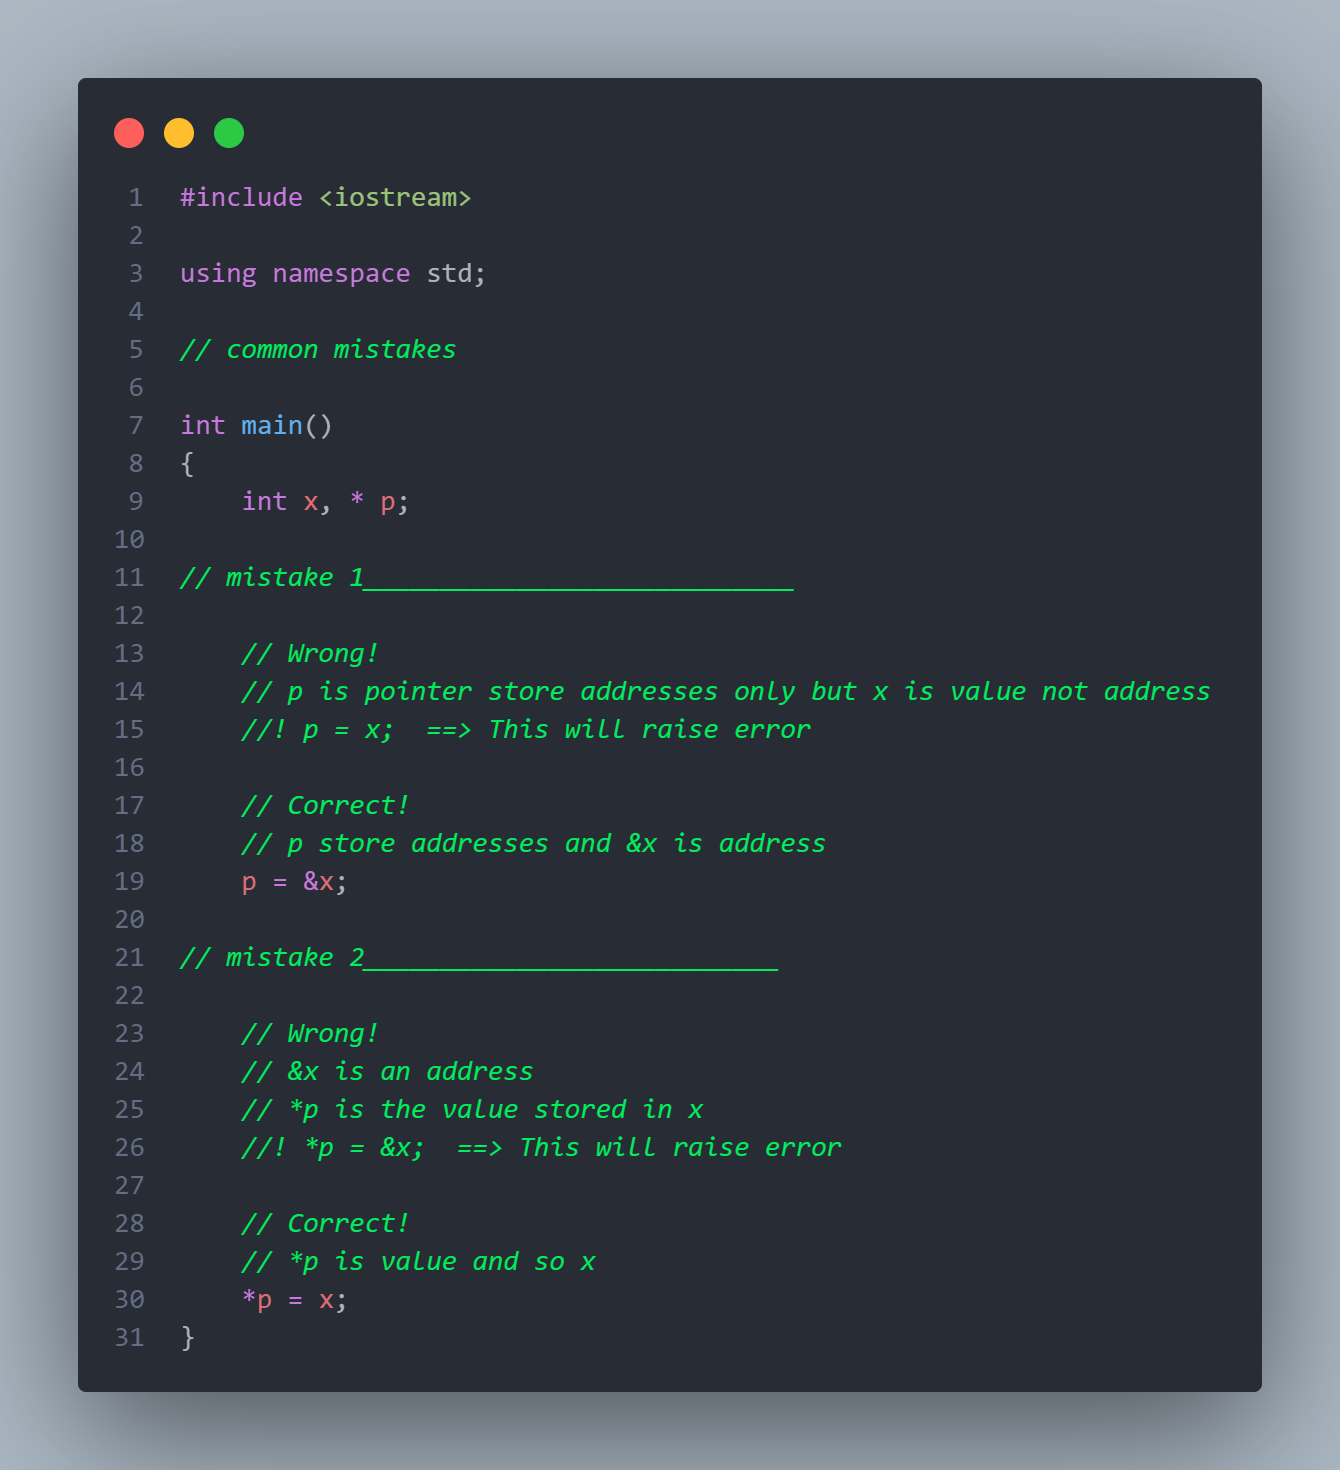 1 #include <iostream>
2
3 using namespace std;
4
5 // common mistakes
6
7 int main()
8 {
9     int x, * p;
10
11 // mistake 1____________________________
12
13     // Wrong!
14     // p is pointer store addresses only but x is value not address
15     //! p = x;  ==> This will raise error
16
17     // Correct!
18     // p store addresses and &x is address
19     p = &x;
20
21 // mistake 2___________________________
22
23     // Wrong!
24     // &x is an address
25     // *p is the value stored in x
26     //! *p = &x;  ==> This will raise error
27
28     // Correct!
29     // *p is value and so x
30     *p = x;
31 }